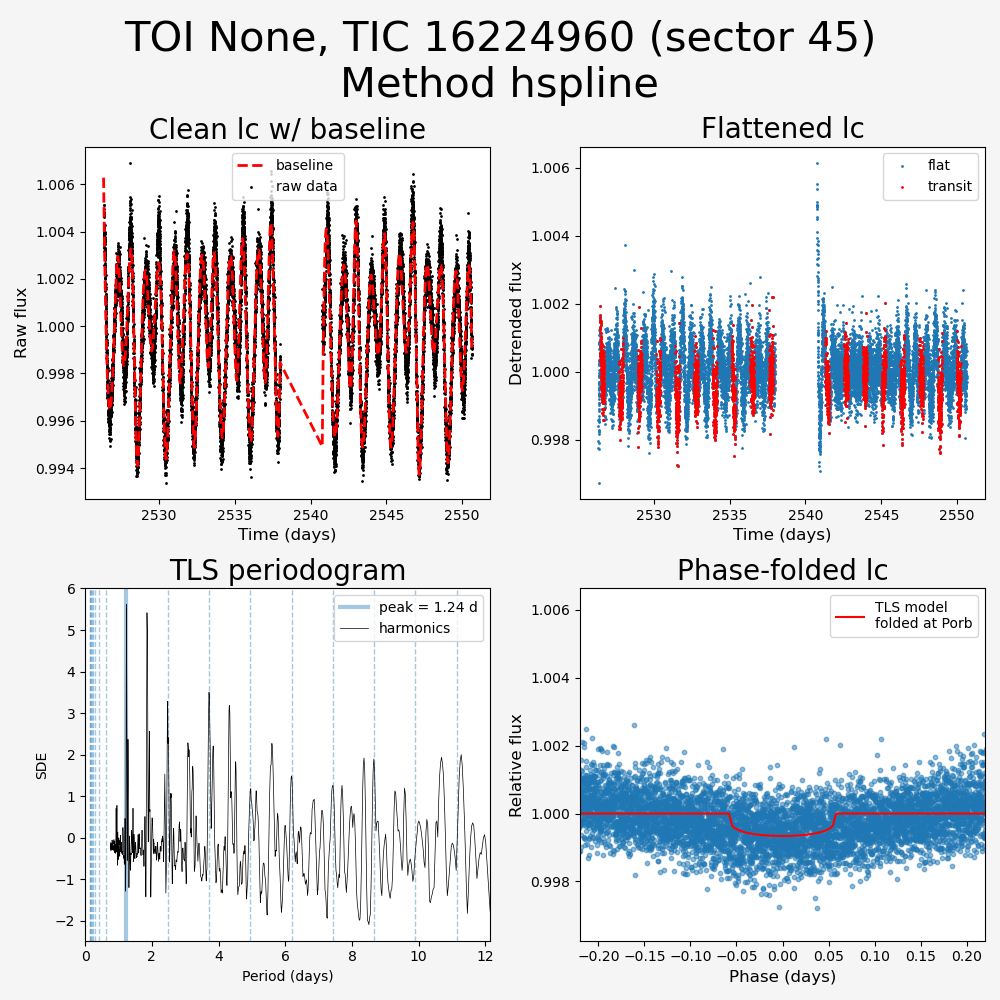 TOI None, TIC 16224960 (sector 45)
Method hspline
Clean lc w/ baseline
baseline
raw data
1.006
1.004
1.002
1.000
0.998
0.996
0.994
Raw flux
2530
2535
2540
2545
2550
Time (days)
Flattened lc
flat
transit
1.006
1.004
1.002
1.000
0.998
Detrended flux
2530
2535
2540
2545
2550
Time (days)
TLS periodogram
peak = 1.24 d
harmonics
6
5
4
3
2
1
0
−1
−2
SDE
0
2
4
6
8
10
12
Period (days)
Phase-folded lc
TLS model
folded at Porb
1.006
1.004
1.002
1.000
0.998
Relative flux
−0.20
−0.15
−0.10
−0.05
0.00
0.05
0.10
0.15
0.20
Phase (days)